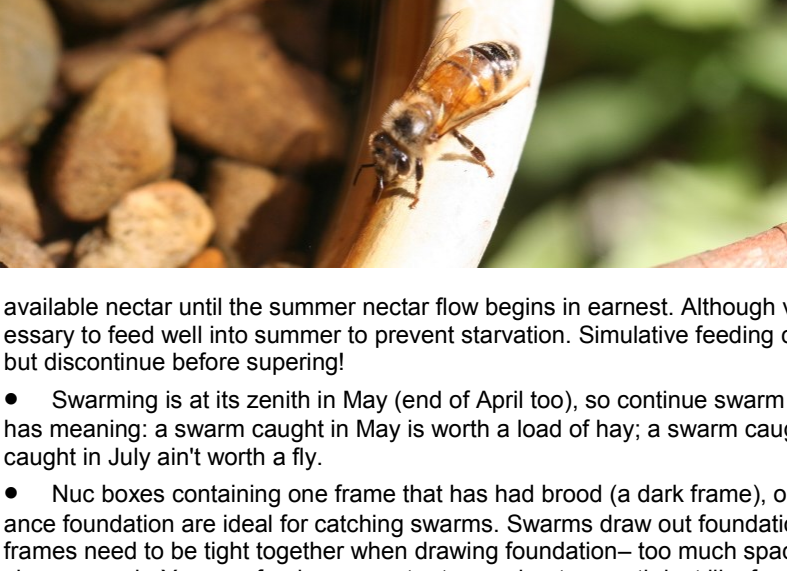 available nectar until the summer nectar flow begins in earnest. Although
essary to feed well into summer to prevent starvation. Simulative feeding
but discontinue before supering!
● Swarming is at its zenith in May (end of April too), so continue swarm
has meaning: a swarm caught in May is worth a load of hay; a swarm
caught in July ain't worth a fly.
● Nuc boxes containing one frame that has had brood (a dark frame),
ance foundation are ideal for catching swarms. Swarms draw out
frames need to be tight together when drawing foundation– too much